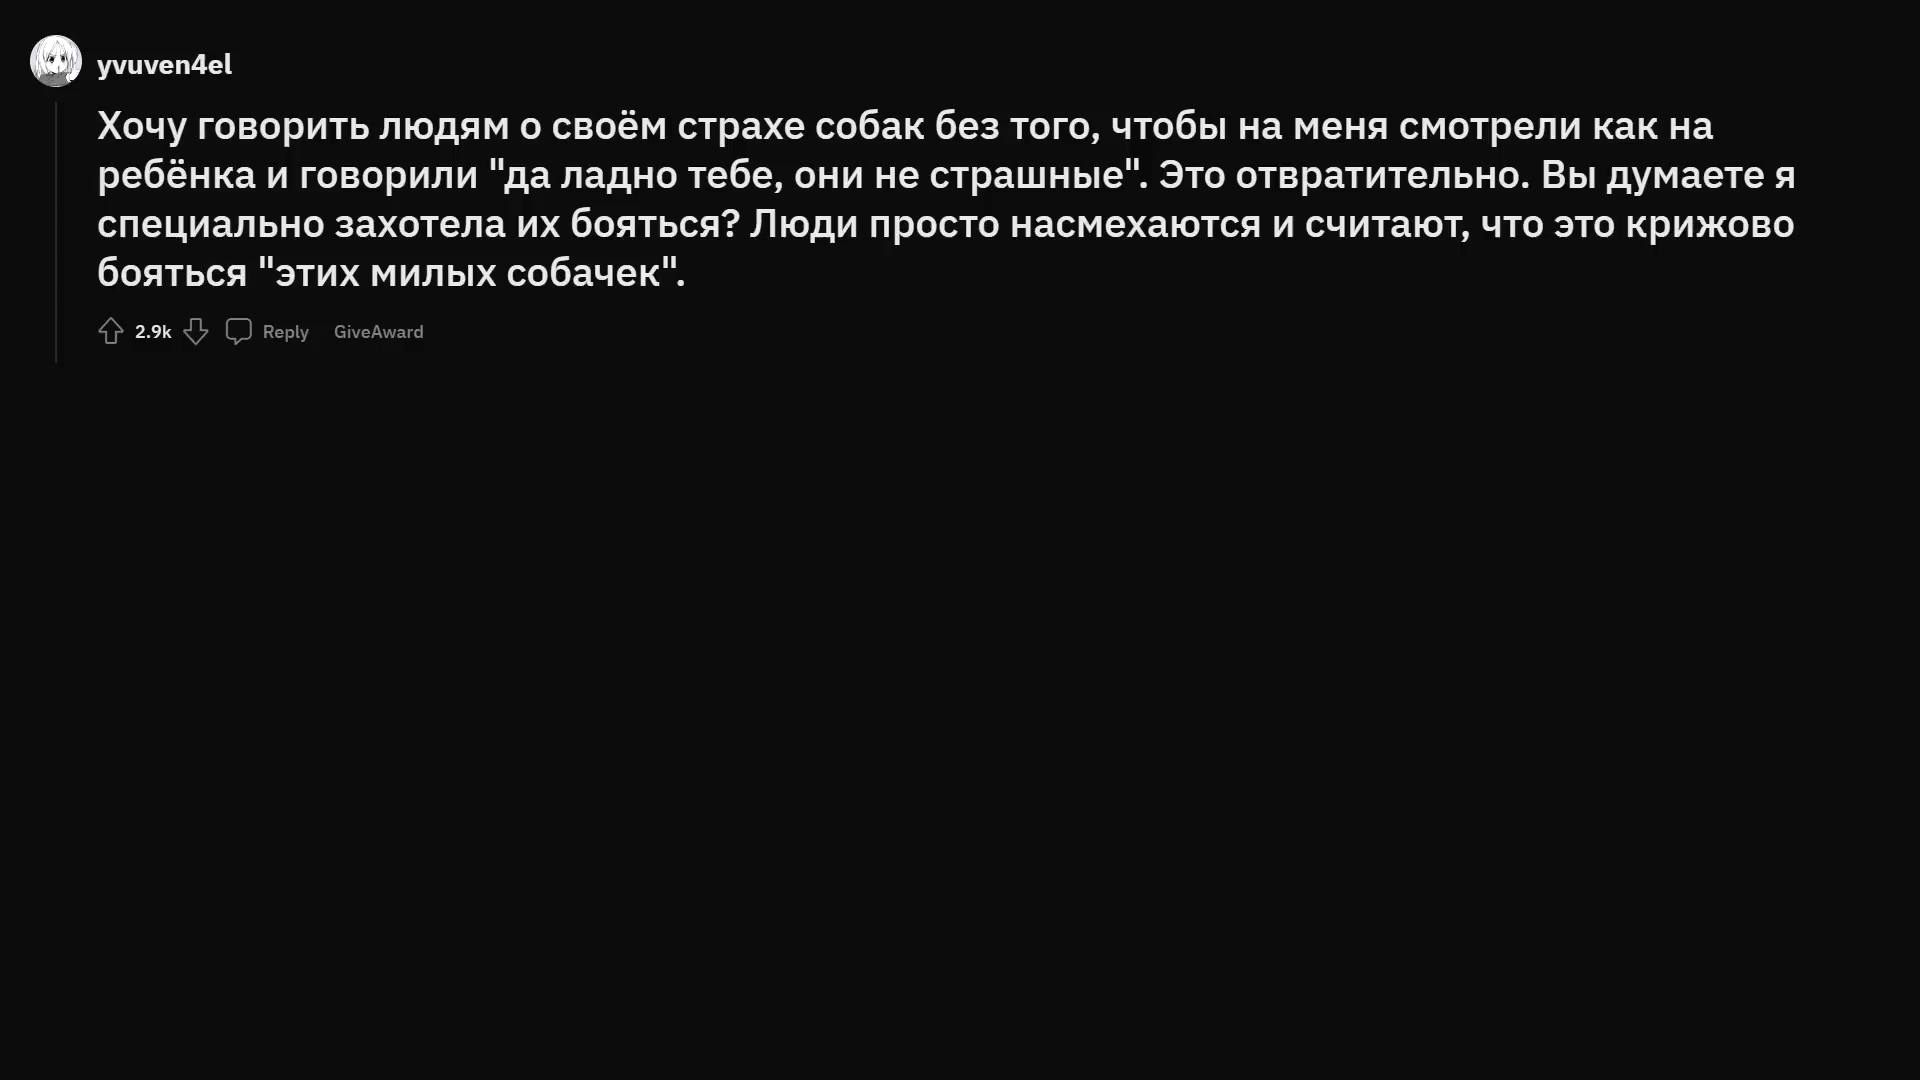 yvuven4el
Хочу говорить людям о своём страхе собак без того, чтобы на меня смотрели как на
ребёнка и говорили "да ладно тебе, они не страшные". Это отвратительно. Вы думаете я
специально захотела их бояться? Люди просто насмехаются и считают, что это крижово
бояться "этих милых собачек".
2.9k Reply GiveAward